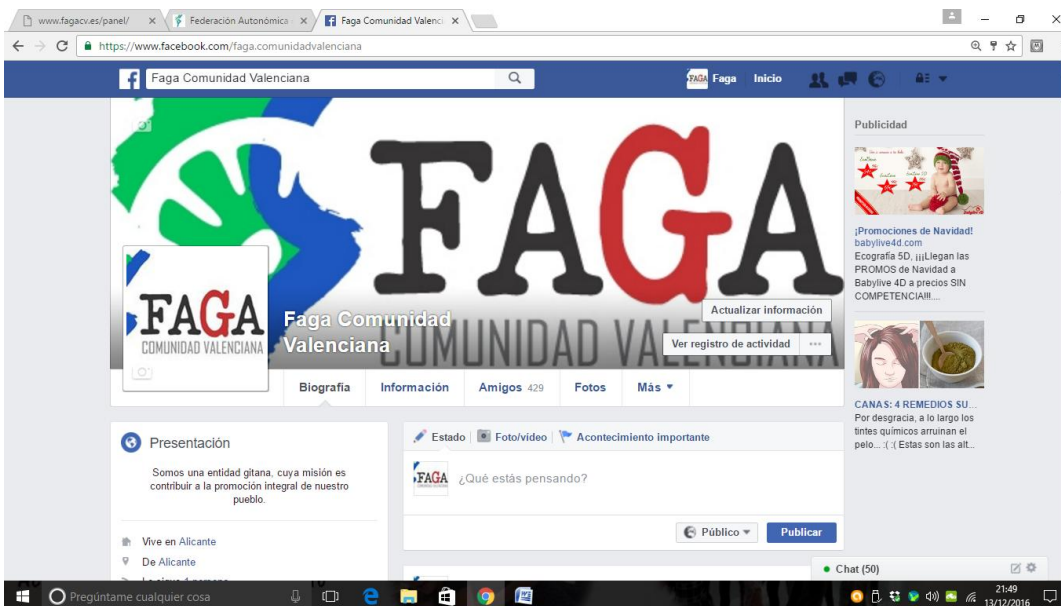 www.fagacv.es/panel/
Federación Autonómica
Faga Comunidad Valenci
https://www.facebook.com/faga.comunidadvalenciana
Faga Comunidad Valenciana
FAGA Faga Inicio
FAGA
COMUNIDAD VALENCIANA
FAGA
COMUNIDAD VALENCIANA
Faga Comunidad
Valenciana
Actualizar información
Ver registro de actividad
Biografía Información Amigos 429 Fotos Más
Presentación
Somos una entidad gitana, cuya misión es
contribuir a la promoción integral de nuestro
pueblo.
Vive en Alicante
De Alicante
Estado Foto/vídeo Acontecimiento importante
FAGA ¿Qué estás pensando?
Público Publicar
Publicidad
¡Promociones de Navidad!
babylive4d.com
Ecografía 5D, ¡¡¡Llegan las
PROMOS de Navidad a
Babylive 4D a precios SIN
COMPETENCIA!!!....
CANAS: 4 REMEDIOS SU...
Por desgracia, a lo largo los
tintes químicos arruinan el
pelo... :( :( Estas son las alt...
Chat (50)
Pregúntame cualquier cosa
21:49
13/12/2016